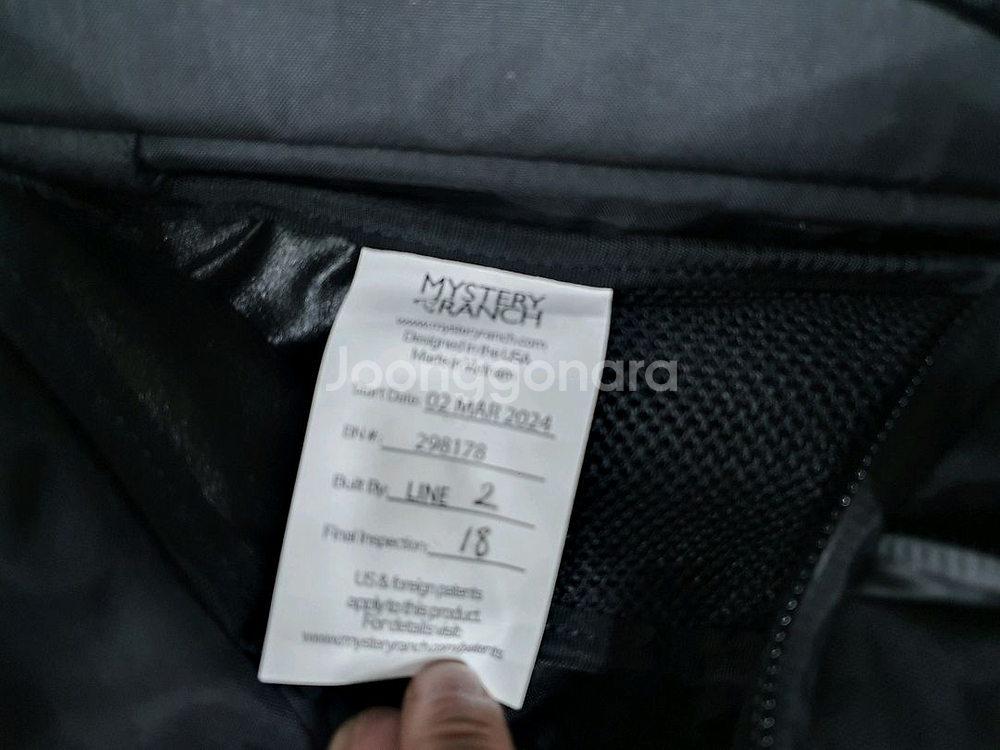 MYSTERY
RANCH
www.mysteryranch.com
Designed in the USA
Made in Vietnam
Joonggonara
Start Date: 02 MAR 2024
BN#: 298178
Built By: LINE 2
Final Inspection: 18
US & foreign patents
apply to this product
For details visit:
www.mysteryranch.com/patents